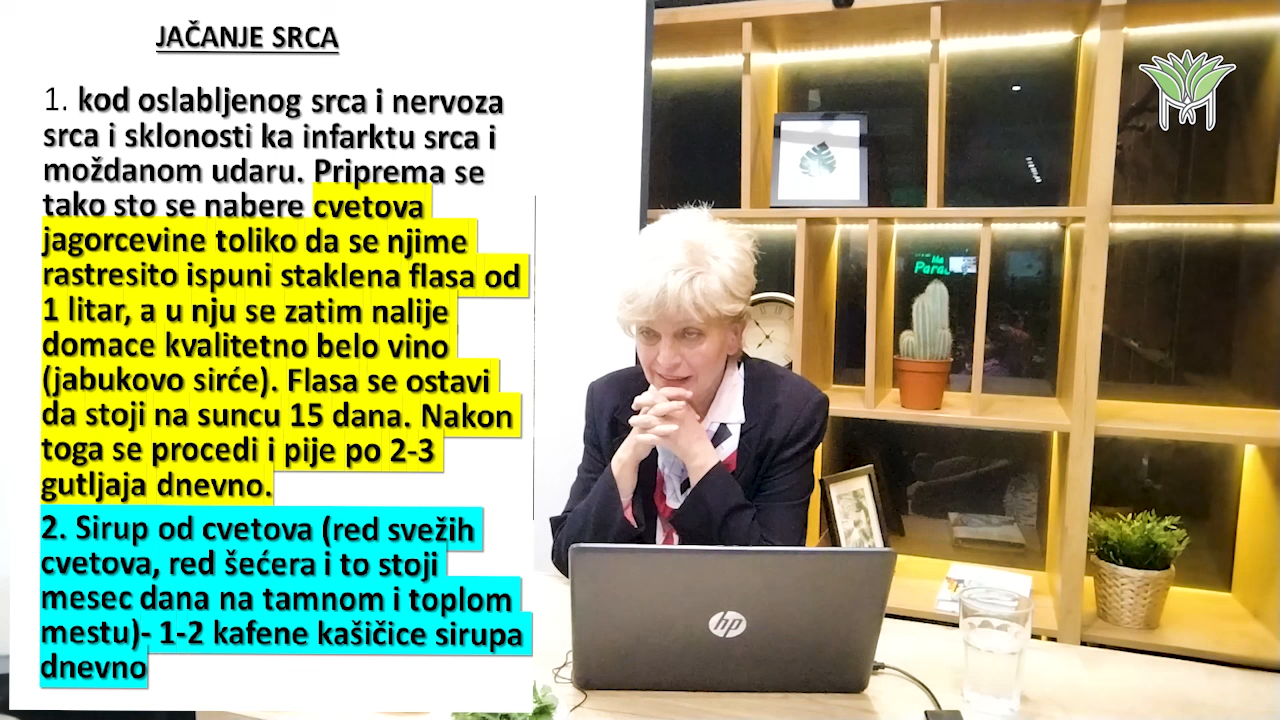 JAČANJE SRCA
1. kod oslabljenog srca i nervoza
srca i sklonosti ka infarktu srca i
moždanom udaru. Priprema se
tako sto se nabere cvetova
jagorcevine toliko da se njime
rastresito ispuni staklena flasa od
1 litar, a u nju se zatim nalije
domace kvalitetno belo vino
(jabukovo sirće). Flasa se ostavi
da stoji na suncu 15 dana. Nakon
toga se procedi i pije po 2-3
gutljaja dnevno.
2. Sirup od cvetova (red svežih
cvetova, red šećera i to stoji
mesec dana na tamnom i toplom
mestu)- 1-2 kafene kašičice sirupa
dnevno
hp